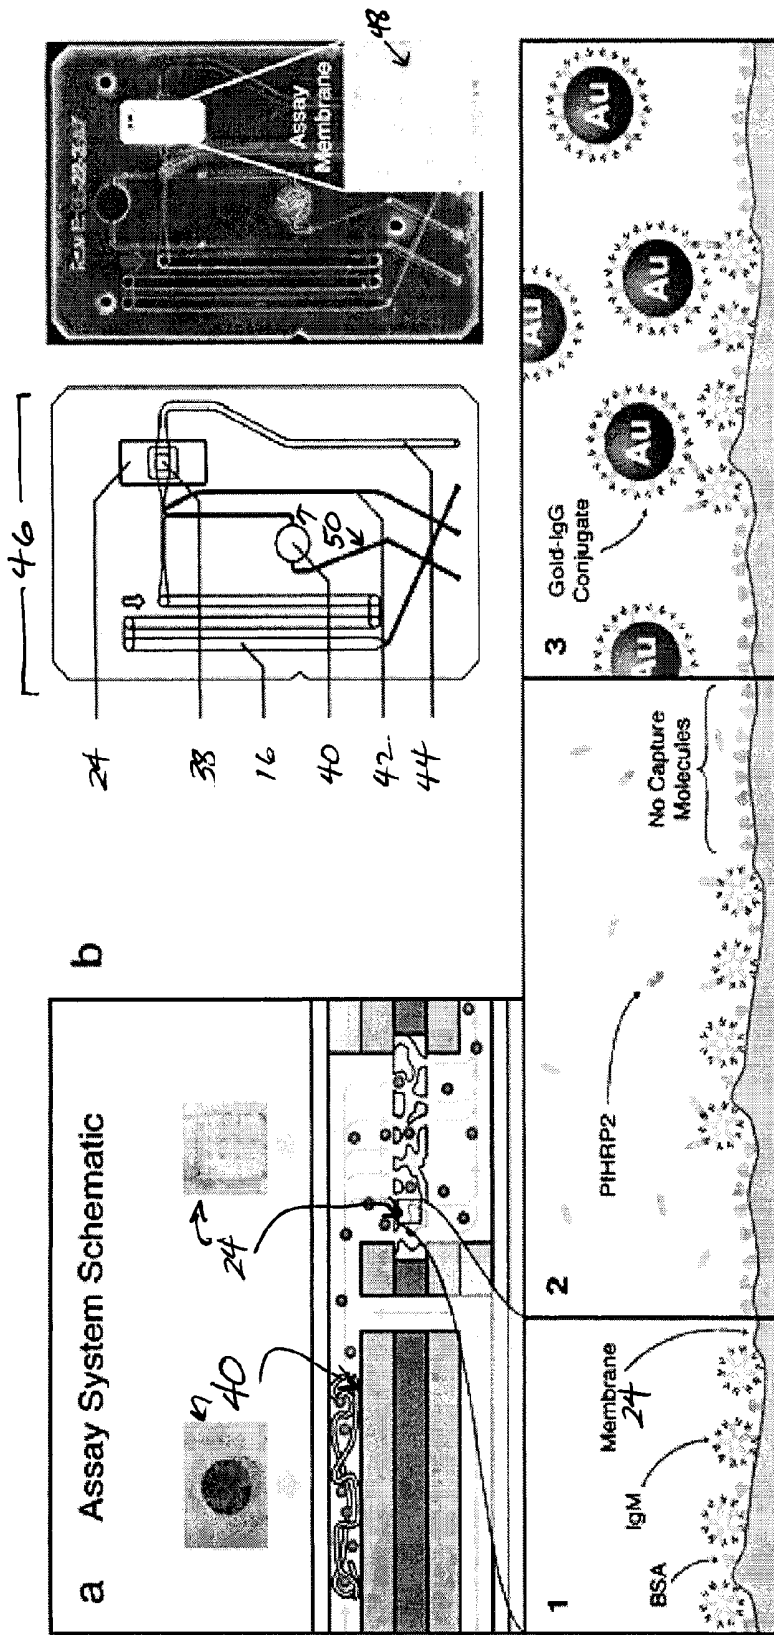 a Assay System Schematic
40
24
b
46
24
38
16
40
42
44
50
Assay
Membrane
48
1
BSA
IgM
Membrane
24
2
PfHRP2
No Capture
Molecules
3
Gold-IgG
Conjugate
Au
Au
Au
Au
Au